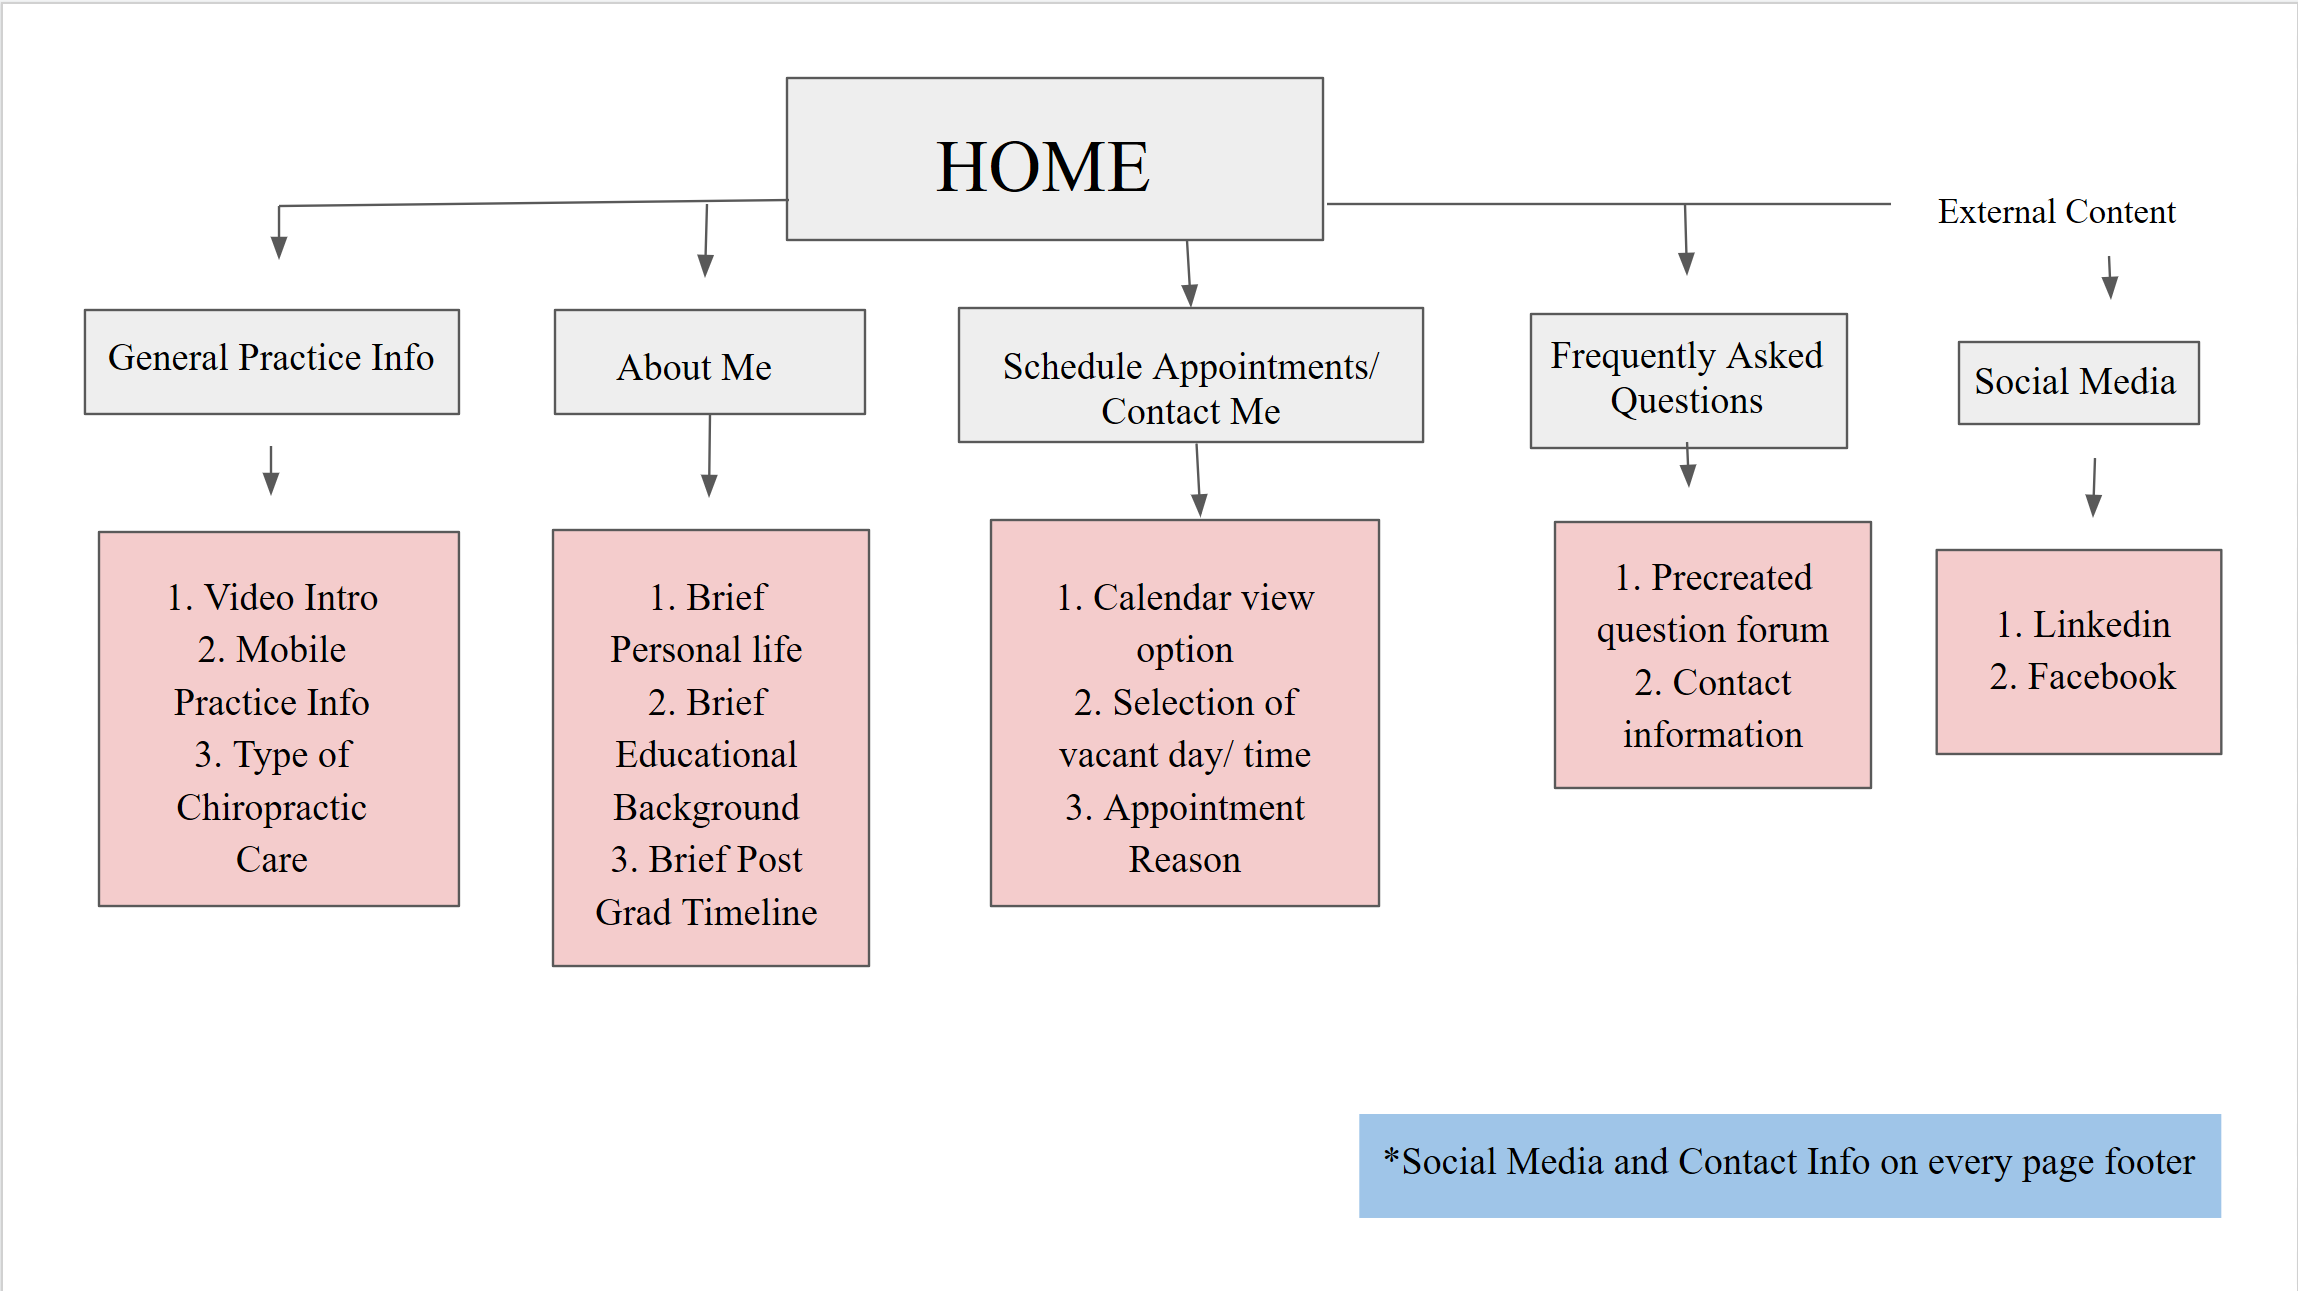 HOME
External Content
General Practice Info
About Me
Schedule Appointments/
Contact Me
Frequently Asked
Questions
Social Media
1. Video Intro
2. Mobile
Practice Info
3. Type of
Chiropractic
Care
1. Brief
Personal life
2. Brief
Educational
Background
3. Brief Post
Grad Timeline
1. Calendar view
option
2. Selection of
vacant day/ time
3. Appointment
Reason
1. Precreated
question forum
2. Contact
information
1. Linkedin
2. Facebook
*Social Media and Contact Info on every page footer